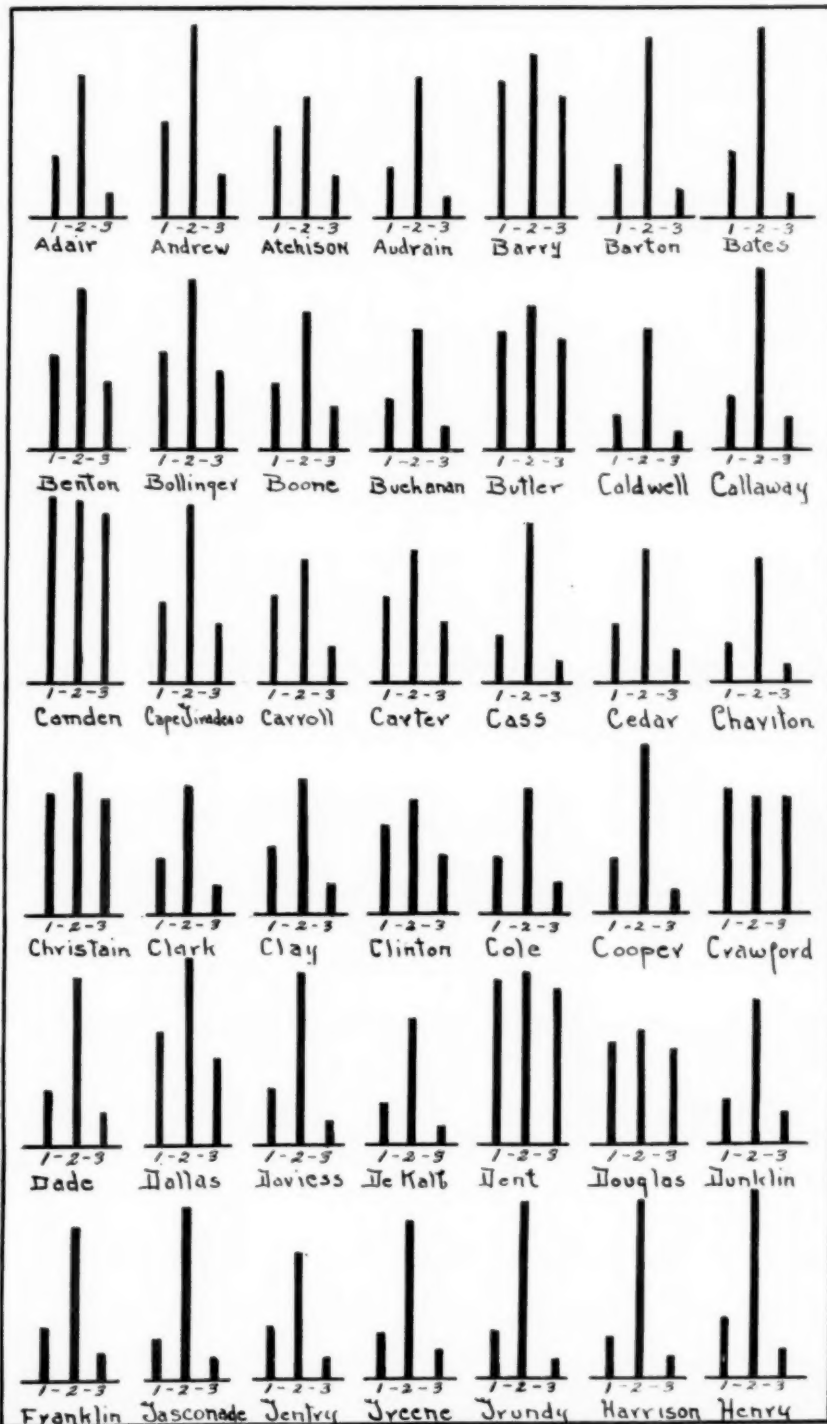 1-2-3 1-2-3 1-2-3 1-2-3 1-2-3 1-2-3 1-2-3
Adair Andrew Atchison Audrain Barry Barton Bates
1-2-3 1-2-3 1-2-3 1-2-3 1-2-3 1-2-3 1-2-3
Benton Bollinger Boone Buchanan Butler Caldwell Callaway
1-2-3 1-2-3 1-2-3 1-2-3 1-2-3 1-2-3 1-2-3
Camden Cape Jiradeao Carroll Carter Cass Cedar Chariton
1-2-3 1-2-3 1-2-3 1-2-3 1-2-3 1-2-3 1-2-3
Christain Clark Clay Clinton Cole Cooper Crawford
1-2-3 1-2-3 1-2-3 1-2-3 1-2-3 1-2-3 1-2-3
Dade Dallas Daviess De Kalb Dent Douglas Dunklin
1-2-3 1-2-3 1-2-3 1-2-3 1-2-3 1-2-3 1-2-3
Franklin Gasconade Gentry Greene Grundy Harrison Henry